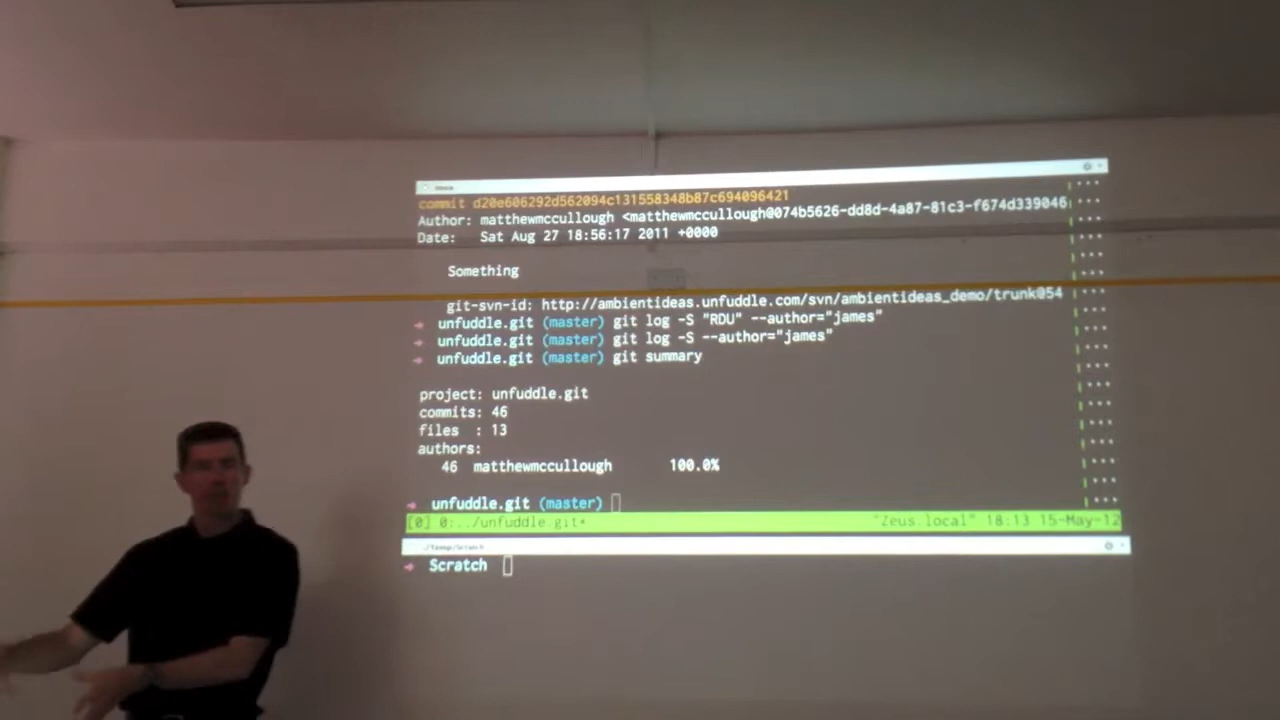 commit d20e606292d562094c131558348b87c694096421
Author: matthewmccullough <matthewmccullough@074b5626-dd8d-4a87-81c3-f674d339046
Date:   Sat Aug 27 18:56:17 2011 +0000
Something
git-svn-id: http://ambientideas.unfuddle.com/svn/ambientideas_demo/trunk@54
unfuddle.git (master) git log -S "RDU" --author="james"
unfuddle.git (master) git log -S --author="james"
unfuddle.git (master) git summary
project: unfuddle.git
commits: 46
files  : 13
authors:
46  matthewmccullough       100.0%
unfuddle.git (master)
[0] 0:../unfuddle.git* "Zeus.local" 18:13 15-May-12
../Temp/Scratch
Scratch